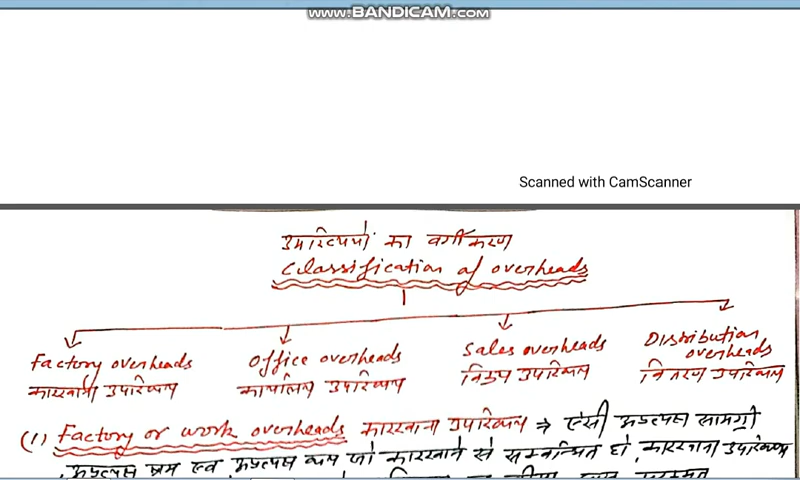 www.BANDICAM.com
Scanned with CamScanner
उपरिव्ययों का वर्गीकरण
Classification of overheads
Factory overheads
Office overheads
Sales overheads
Distribution overheads
कारखाना उपरिव्यय
कार्यालय उपरिव्यय
विक्रय उपरिव्यय
वितरण उपरिव्यय
(1) Factory or work overheads कारखाना उपरिव्यय ⇒ ऐसी अप्रत्यक्ष सामग्री
अप्रत्यक्ष श्रम एवं अप्रत्यक्ष व्यय जो कारखाने से सम्बन्धित हो, कारखाना उपरिव्यय